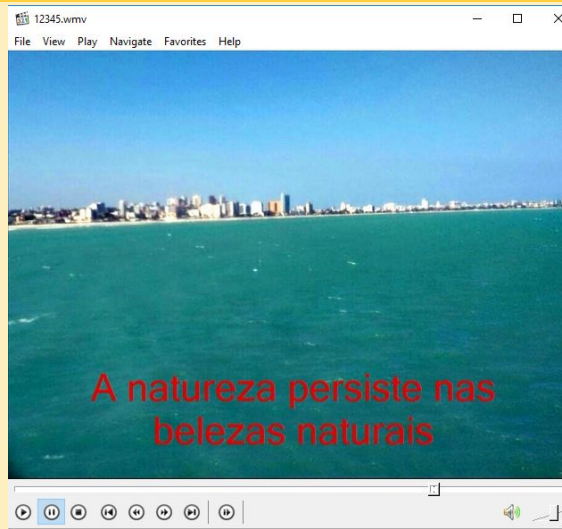 12345.wmv
File View Play Navigate Favorites Help
A natureza persiste nas
belezas naturais